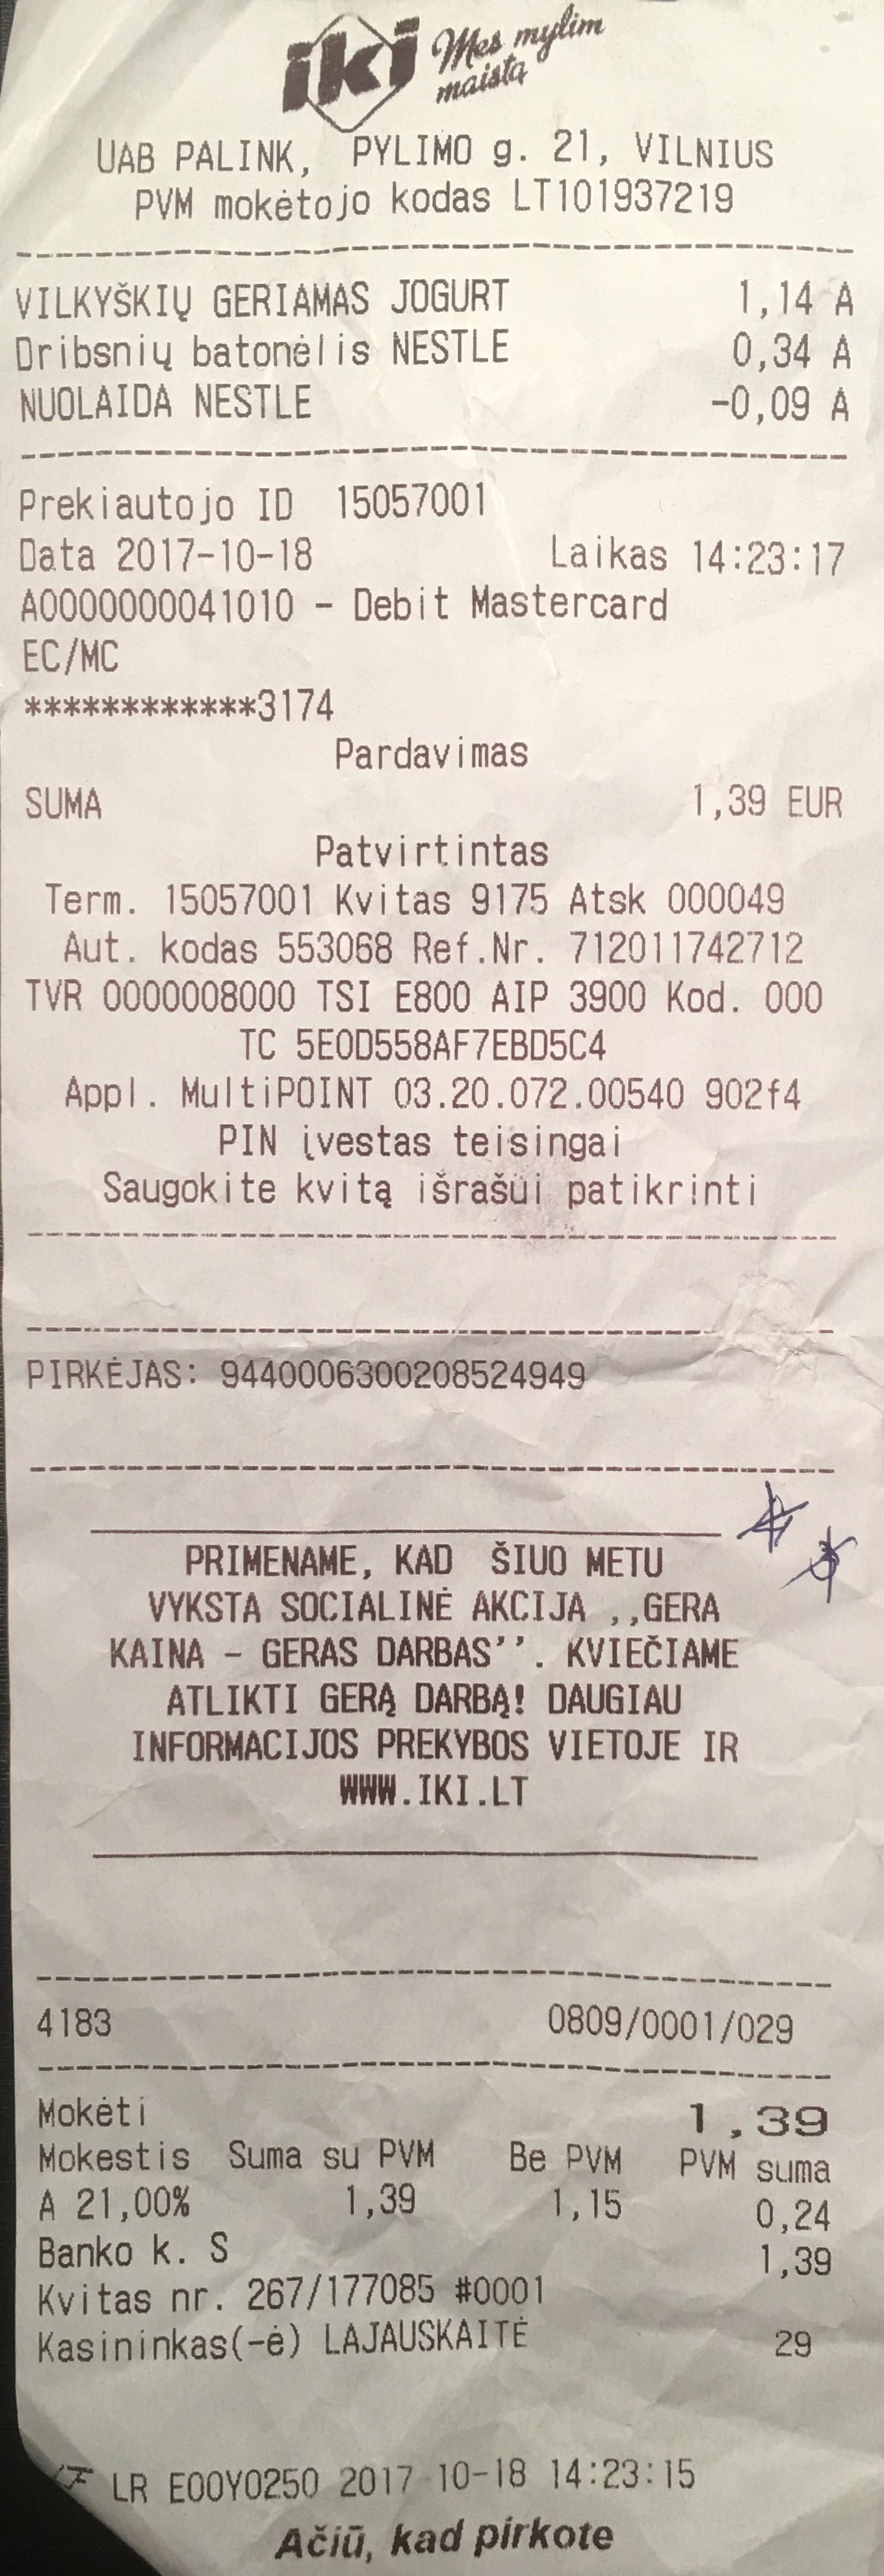 iki Mes mylim
maistą
UAB PALINK, PYLIMO g. 21, VILNIUS
PVM mokėtojo kodas LT101937219
VILKYŠKIŲ GERIAMAS JOGURT 1,14 A
Dribsnių batonėlis NESTLE 0,34 A
NUOLAIDA NESTLE -0,09 A
Prekiautojo ID 15057001
Data 2017-10-18 Laikas 14:23:17
A0000000041010 - Debit Mastercard
EC/MC
************3174
Pardavimas
SUMA 1,39 EUR
Patvirtintas
Term. 15057001 Kvitas 9175 Atsk 000049
Aut. kodas 553068 Ref.Nr. 712011742712
TVR 0000008000 TSI E800 AIP 3900 Kod. 000
TC 5E0D558AF7EBD5C4
Appl. MultiPOINT 03.20.072.00540 902f4
PIN įvestas teisingai
Saugokite kvitą išrašui patikrinti
PIRKĖJAS: 9440006300208524949
PRIMENAME, KAD ŠIUO METU
VYKSTA SOCIALINĖ AKCIJA ,,GERA
KAINA - GERAS DARBAS''. KVIEČIAME
ATLIKTI GERĄ DARBĄ! DAUGIAU
INFORMACIJOS PREKYBOS VIETOJE IR
WWW.IKI.LT
4183 0809/0001/029
Mokėti 1,39
Mokestis Suma su PVM Be PVM PVM suma
A 21,00% 1,39 1,15 0,24
Banko k. S 1,39
Kvitas nr. 267/177085 #0001
Kasininkas(-ė) LAJAUSKAITĖ 29
LR E00Y0250 2017-10-18 14:23:15
Ačiū, kad pirkote